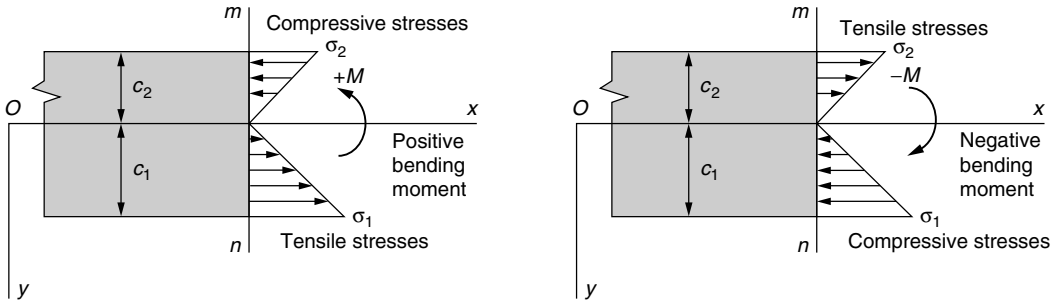 m
Compressive stresses
σ2
+M
c2
O
x
Positive
bending
moment
c1
σ1
n
Tensile stresses
y
m
Tensile stresses
σ2
−M
c2
O
x
Negative
bending
moment
c1
σ1
n
Compressive stresses
y